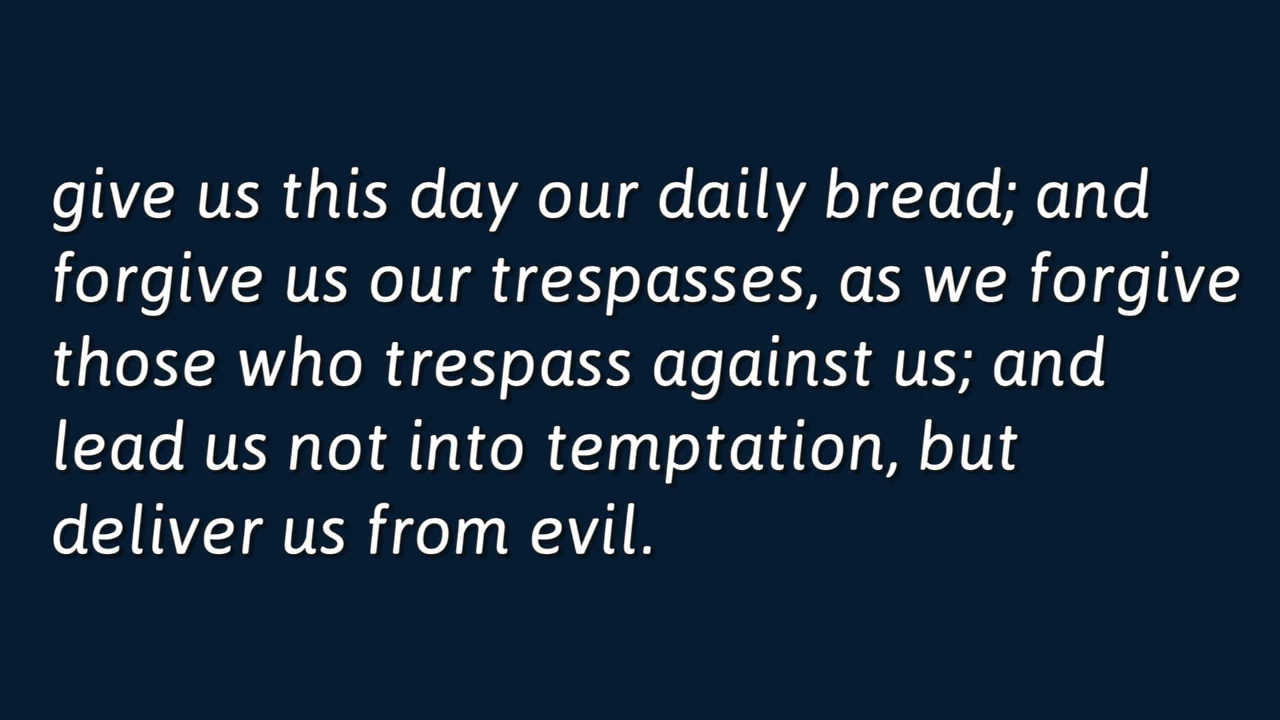 give us this day our daily bread; and
forgive us our trespasses, as we forgive
those who trespass against us; and
lead us not into temptation, but
deliver us from evil.